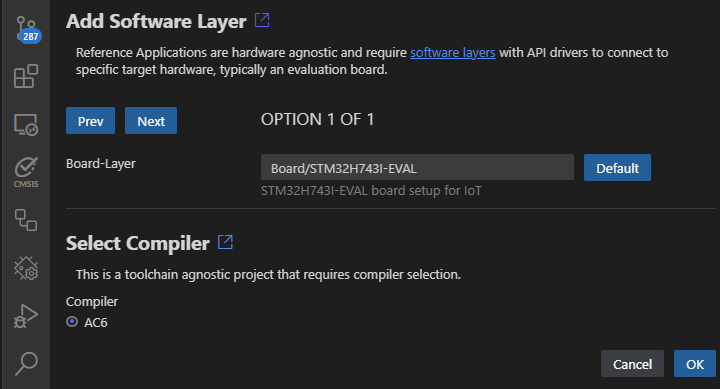 287
CMSIS
Add Software Layer
Reference Applications are hardware agnostic and require software layers with API drivers to connect to
specific target hardware, typically an evaluation board.
Prev
Next
OPTION 1 OF 1
Board-Layer
Board/STM32H743I-EVAL
Default
STM32H743I-EVAL board setup for IoT
Select Compiler
This is a toolchain agnostic project that requires compiler selection.
Compiler
AC6
Cancel
OK